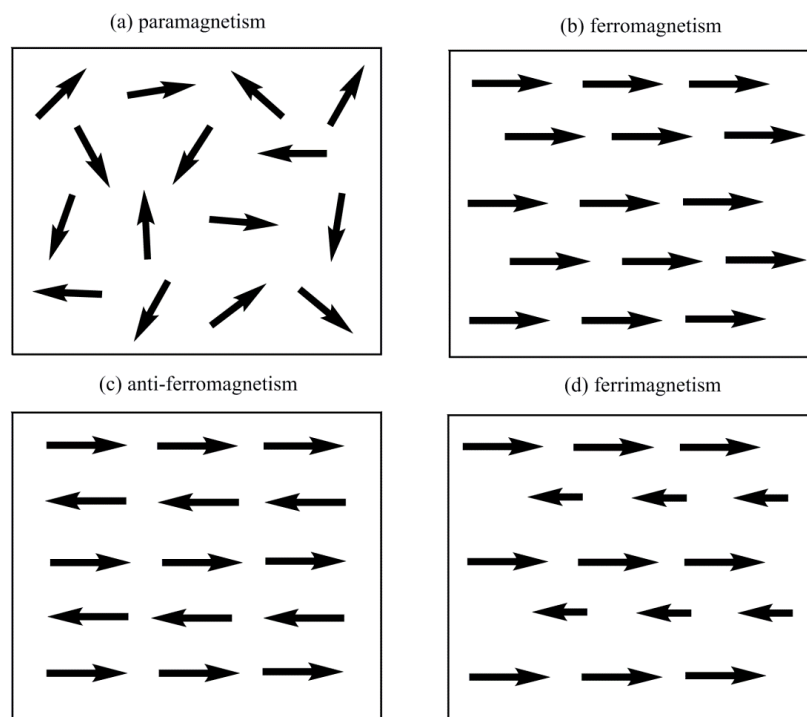 (a) paramagnetism
(b) ferromagnetism
(c) anti-ferromagnetism
(d) ferrimagnetism